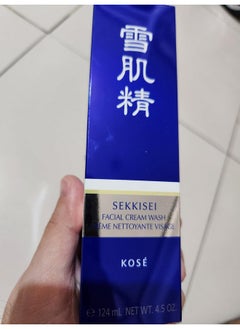 雪肌精
SEKKISEI
FACIAL CREAM WASH
CRÈME NETTOYANTE VISAGE
KOSÉ
℮ 124 mL NET WT. 4.5 OZ.